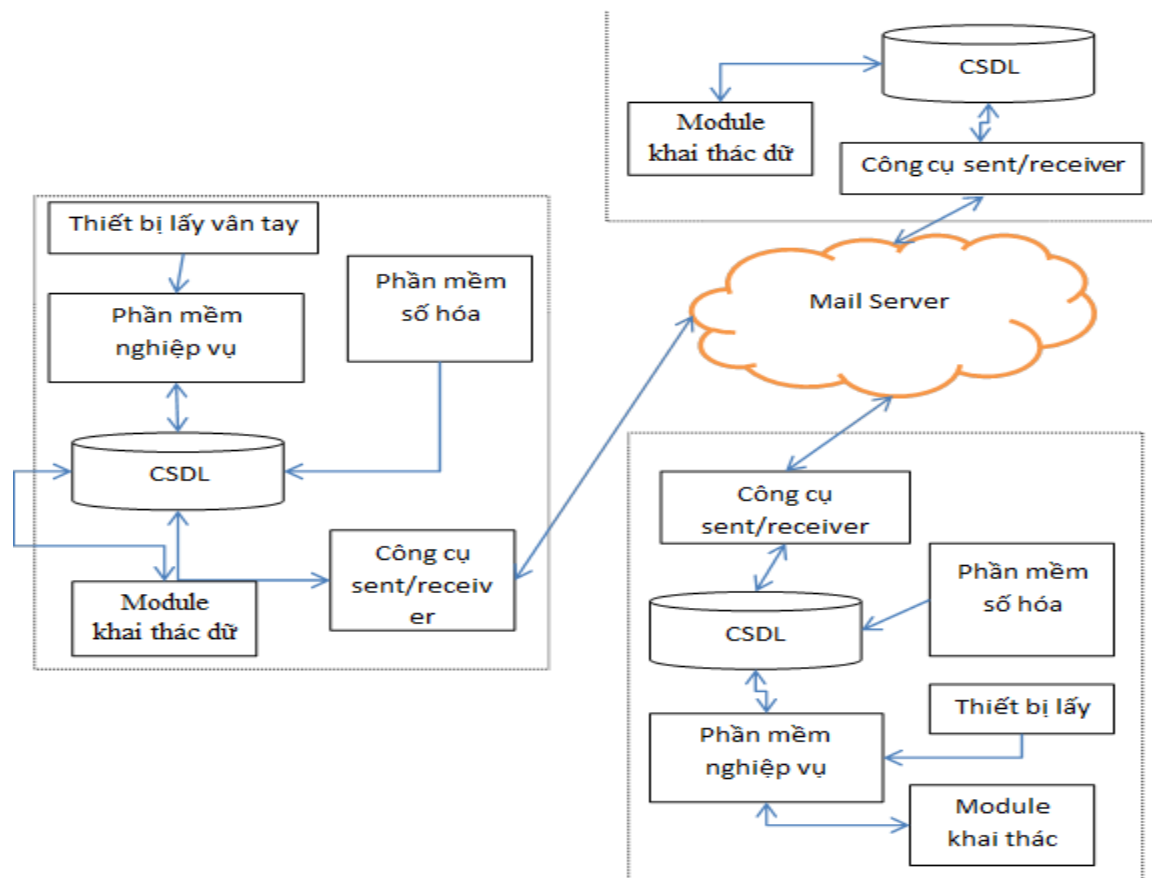 CSDL
Module
khai thác dữ
Công cụ sent/receiver
Mail Server
Thiết bị lấy vân tay
Phần mềm
nghiệp vụ
Phần mềm
số hóa
CSDL
Module
khai thác dữ
Công cụ
sent/receiv
er
Công cụ
sent/receiver
Phần mềm
số hóa
CSDL
Thiết bị lấy
Phần mềm
nghiệp vụ
Module
khai thác